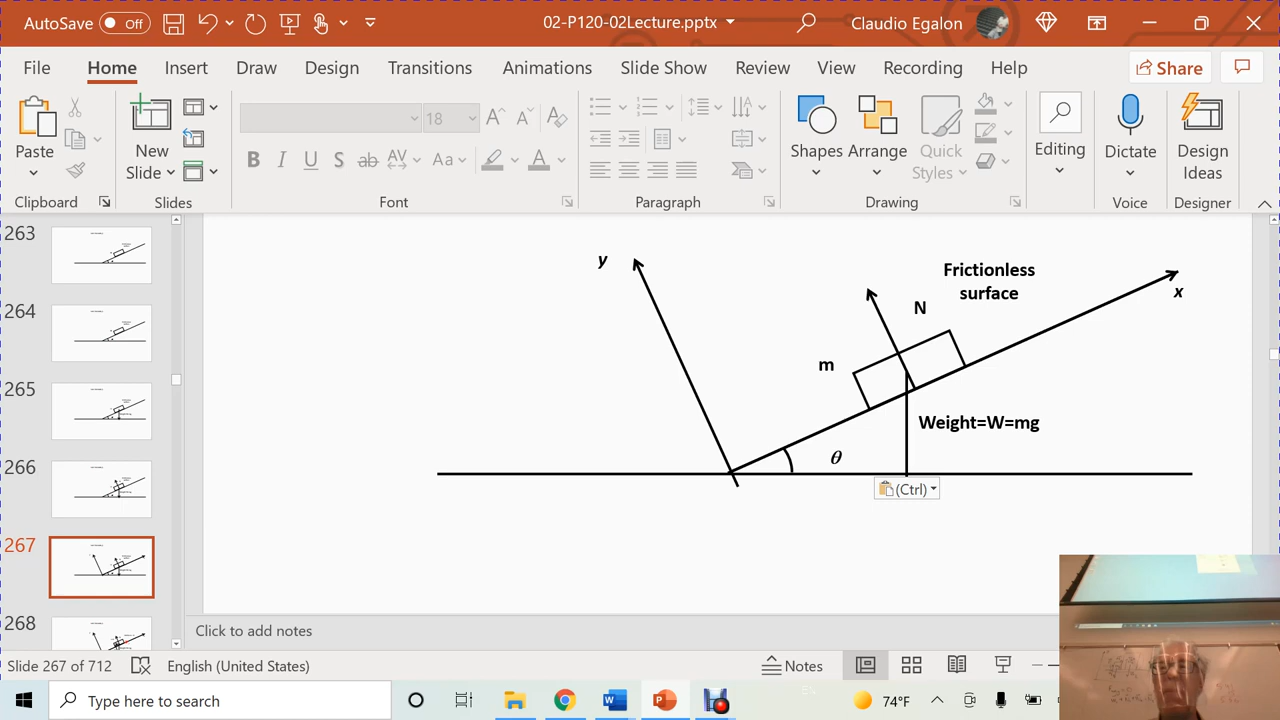 AutoSave Off 02-P120-02Lecture.pptx Claudio Egalon
File Home Insert Draw Design Transitions Animations Slide Show Review View Recording Help Share
Paste New Slide 18 Shapes Arrange Quick Styles Editing Dictate Design Ideas
B I U S ab AV Aa A
Clipboard Slides Font Paragraph Drawing Voice Designer
263
264
265
266
267
268
y
Frictionless
surface
x
N
m
Weight=W=mg
θ
(Ctrl)
Click to add notes
Slide 267 of 712 English (United States) Notes
Type here to search 74°F